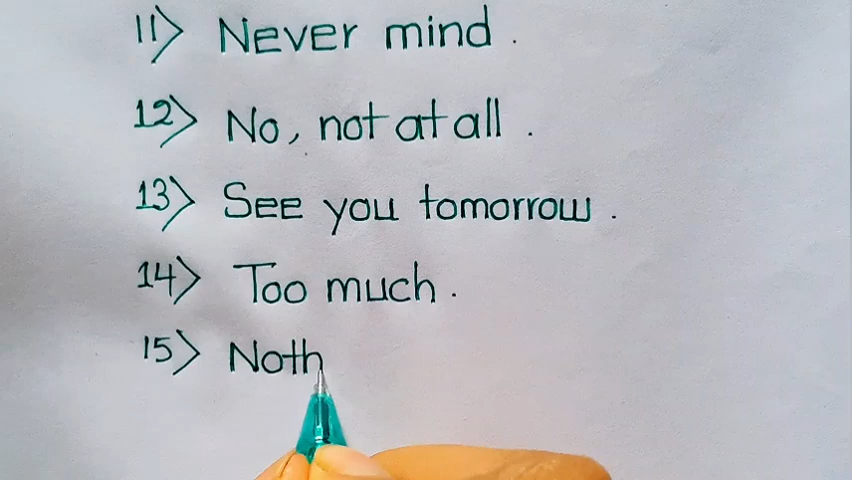 11) Never mind.
12) No, not at all.
13) See you tomorrow.
14) Too much.
15) Noth